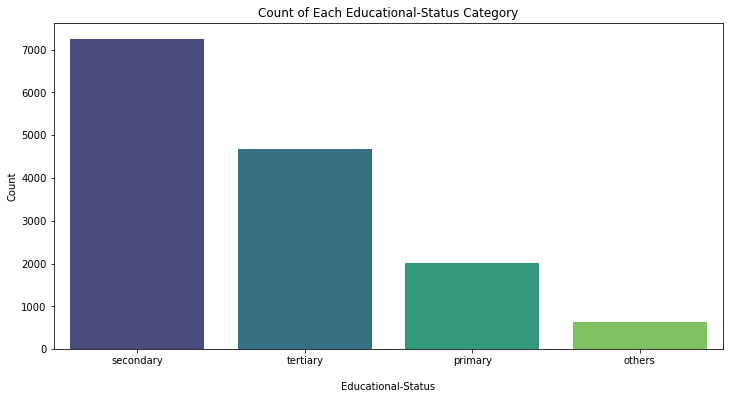 Count of Each Educational-Status Category
7000
6000
5000
4000
3000
2000
1000
0
Count
secondary tertiary primary others
Educational-Status